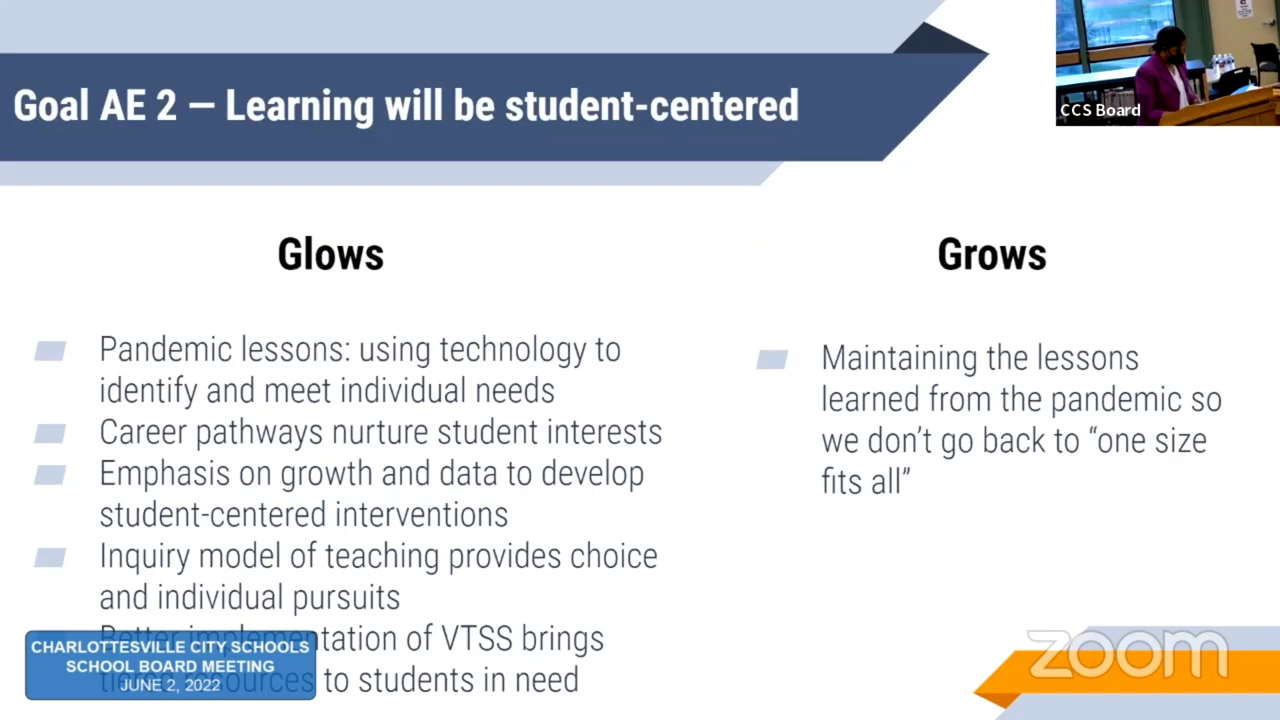 Goal AE 2 — Learning will be student-centered
CCS Board
Glows
Pandemic lessons: using technology to
identify and meet individual needs
Career pathways nurture student interests
Emphasis on growth and data to develop
student-centered interventions
Inquiry model of teaching provides choice
and individual pursuits
Better implementation of VTSS brings
tiered resources to students in need
Grows
Maintaining the lessons
learned from the pandemic so
we don’t go back to “one size
fits all”
CHARLOTTESVILLE CITY SCHOOLS
SCHOOL BOARD MEETING
JUNE 2, 2022
zoom